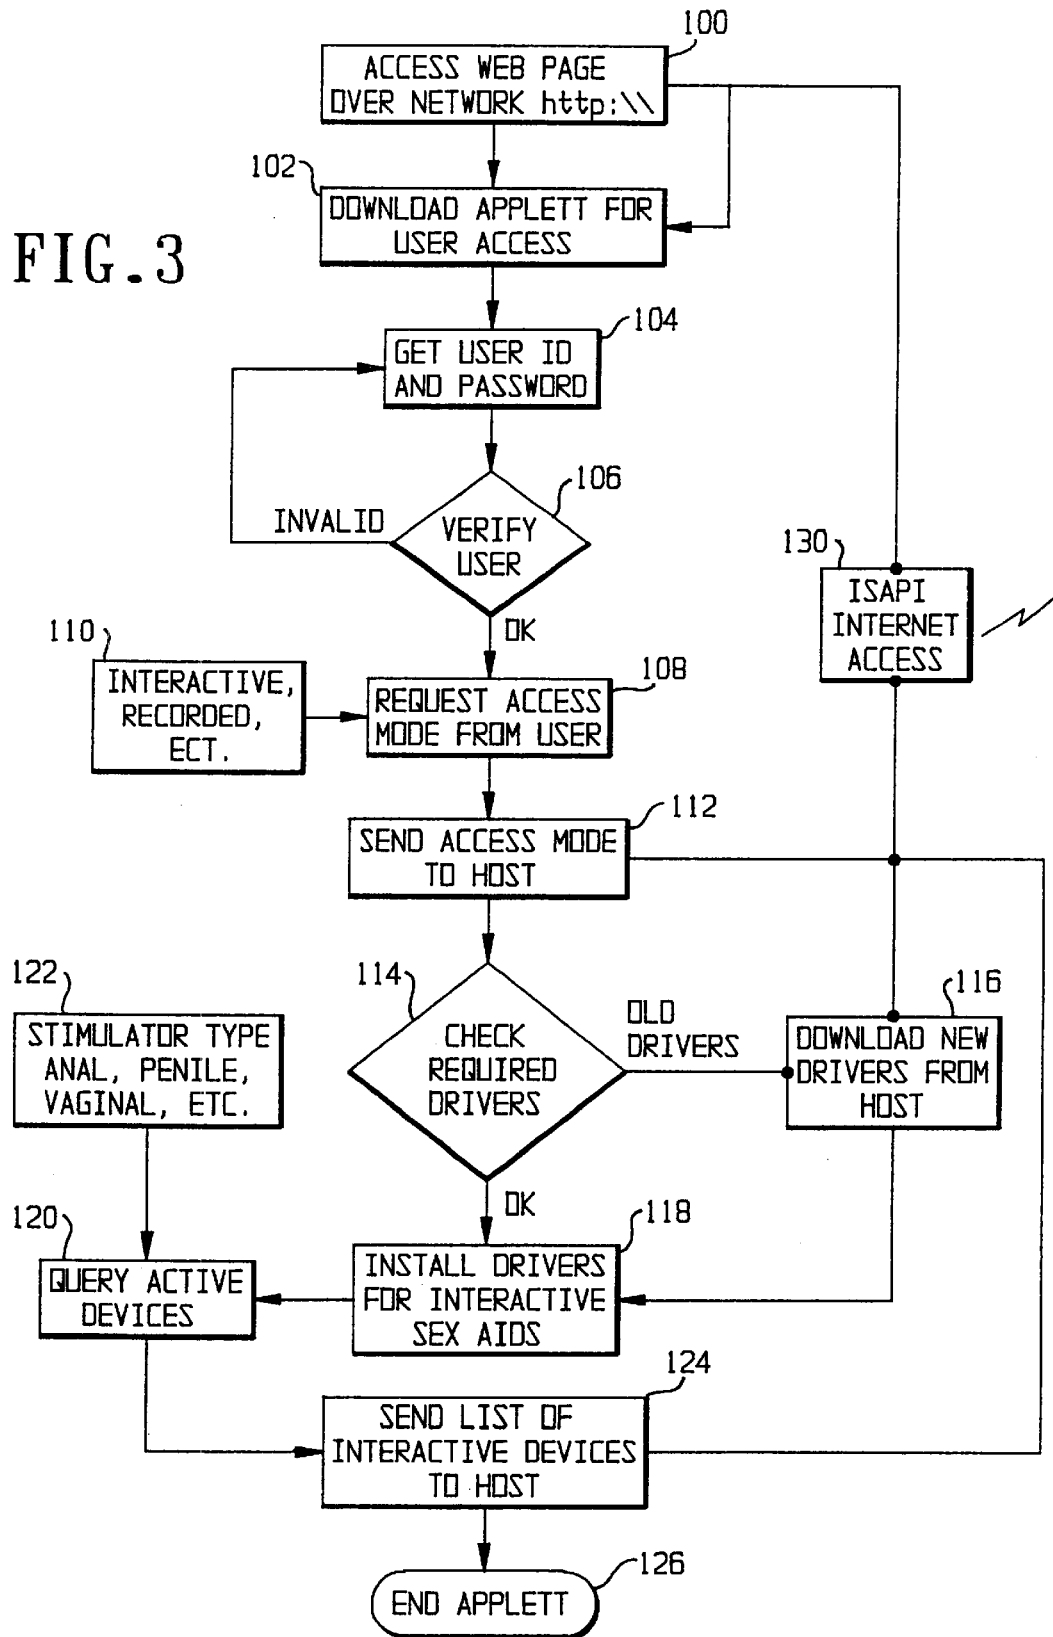 100
ACCESS WEB PAGE
OVER NETWORK http:\\
102
DOWNLOAD APPLETT FOR
USER ACCESS
FIG.3
104
GET USER ID
AND PASSWORD
106
INVALID
VERIFY
USER
OK
130
ISAPI
INTERNET
ACCESS
110
INTERACTIVE,
RECORDED,
ECT.
108
REQUEST ACCESS
MODE FROM USER
112
SEND ACCESS MODE
TO HOST
114
CHECK
REQUIRED
DRIVERS
OLD
DRIVERS
116
DOWNLOAD NEW
DRIVERS FROM
HOST
122
STIMULATOR TYPE
ANAL, PENILE,
VAGINAL, ETC.
OK
120
QUERY ACTIVE
DEVICES
118
INSTALL DRIVERS
FOR INTERACTIVE
SEX AIDS
124
SEND LIST OF
INTERACTIVE DEVICES
TO HOST
126
END APPLETT